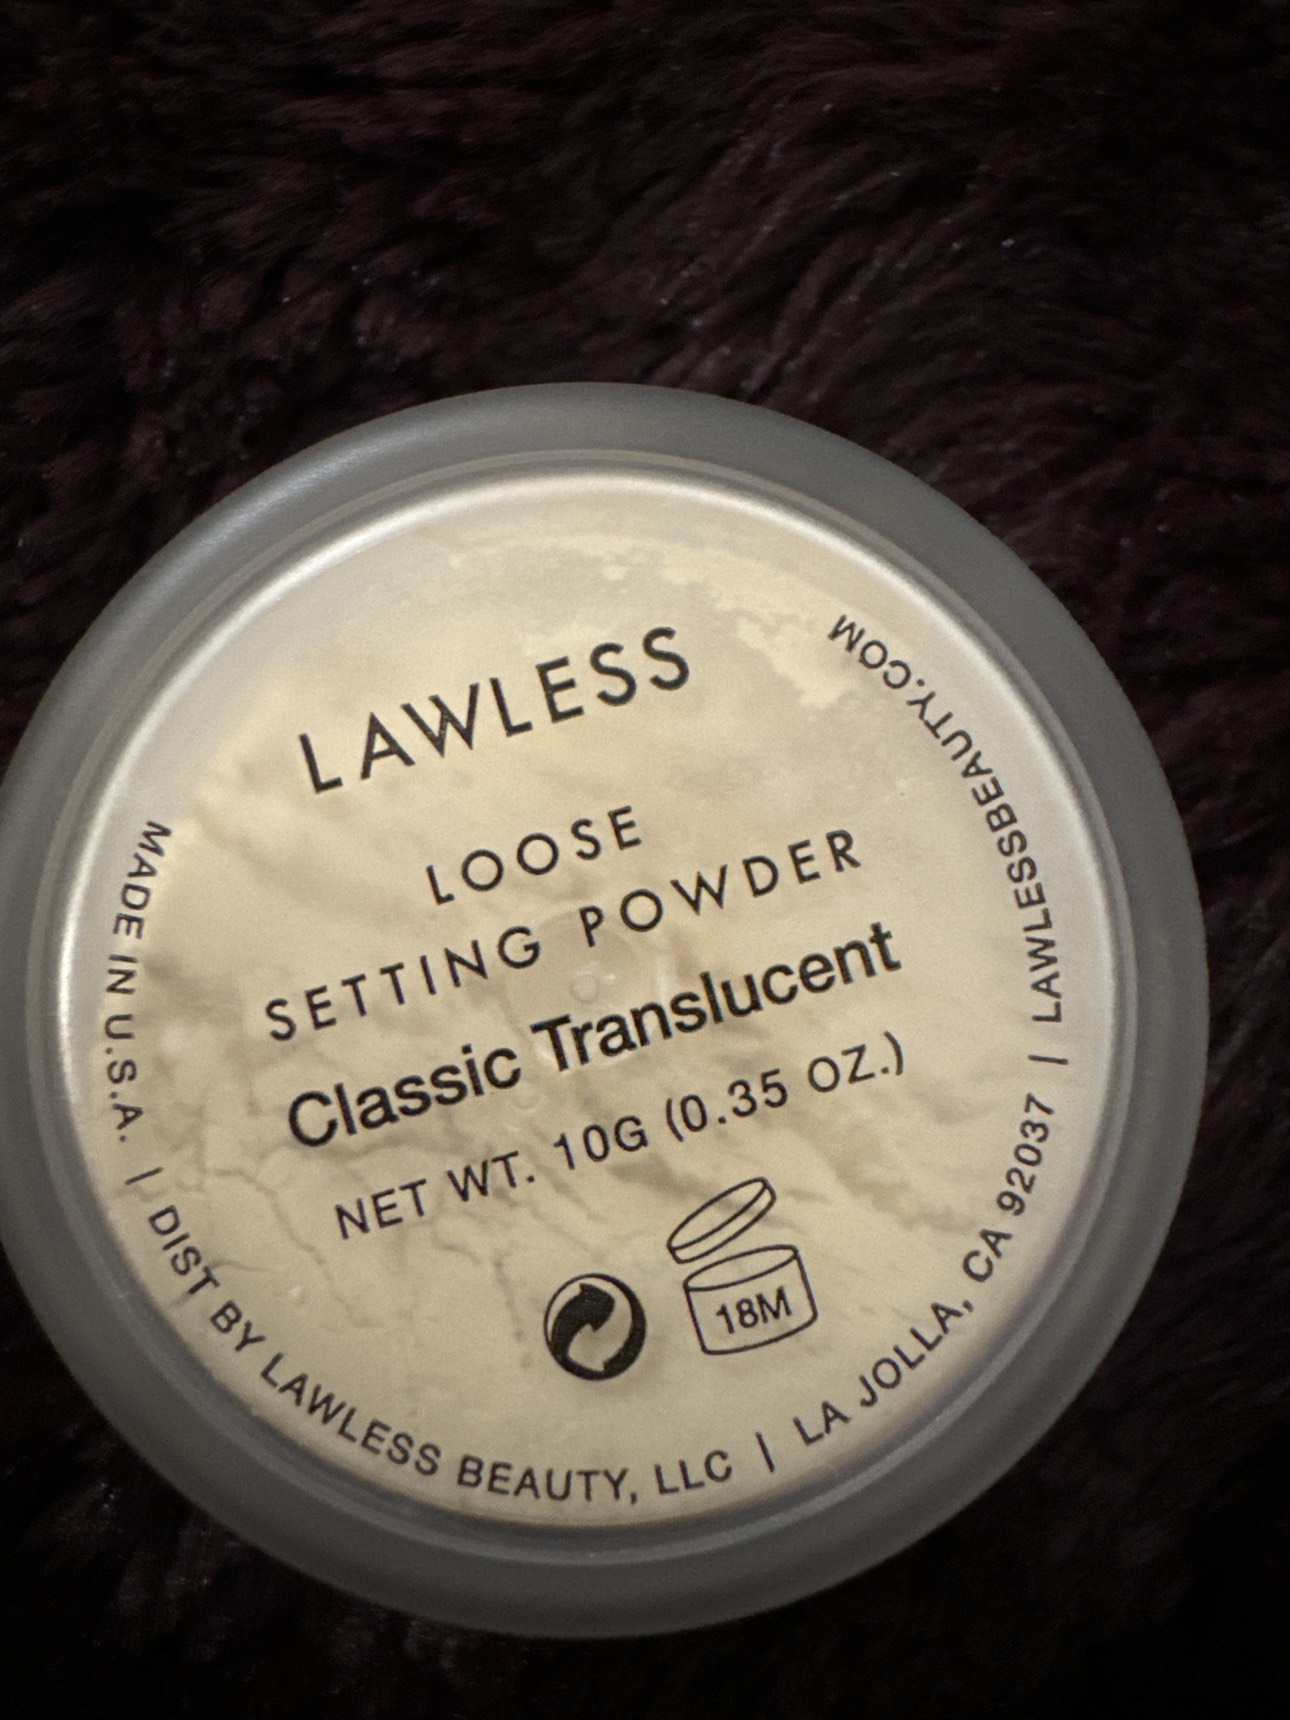 LAWLESS
LOOSE
SETTING POWDER
Classic Translucent
NET WT. 10G (0.35 OZ.)
18M
MADE IN U.S.A. | DIST BY LAWLESS BEAUTY, LLC | LA JOLLA, CA 92037 | LAWLESSBEAUTY.COM